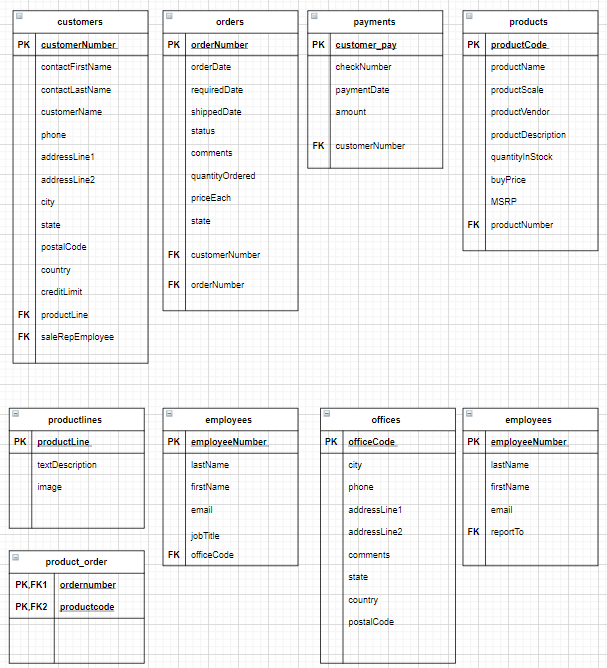 customers
PK customerNumber
contactFirstName
contactLastName
customerName
phone
addressLine1
addressLine2
city
state
postalCode
country
creditLimit
FK productLine
FK saleRepEmployee
orders
PK orderNumber
orderDate
requiredDate
shippedDate
status
comments
quantityOrdered
priceEach
state
FK customerNumber
FK orderNumber
payments
PK customer_pay
checkNumber
paymentDate
amount
FK customerNumber
products
PK productCode
productName
productScale
productVendor
productDescription
quantityInStock
buyPrice
MSRP
FK productNumber
productlines
PK productLine
textDescription
image
product_order
PK,FK1 ordernumber
PK,FK2 productcode
employees
PK employeeNumber
lastName
firstName
email
jobTitle
FK officeCode
offices
PK officeCode
city
phone
addressLine1
addressLine2
comments
state
country
postalCode
employees
PK employeeNumber
lastName
firstName
email
FK reportTo